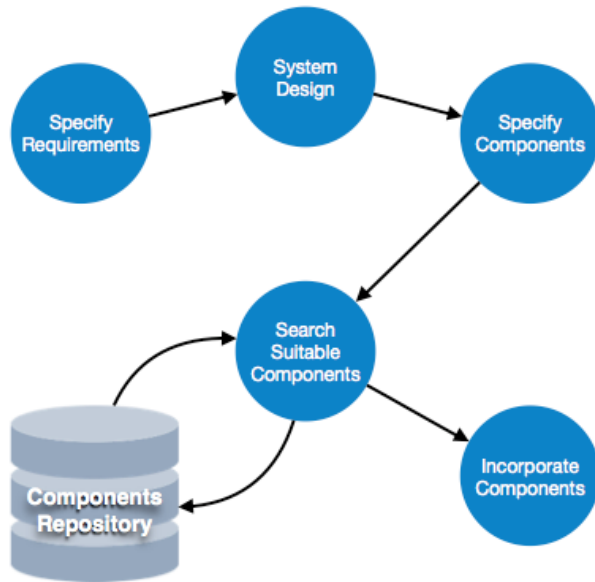 System
Design
Specify
Requirements
Specify
Components
Search
Suitable
Components
Components
Repository
Incorporate
Components